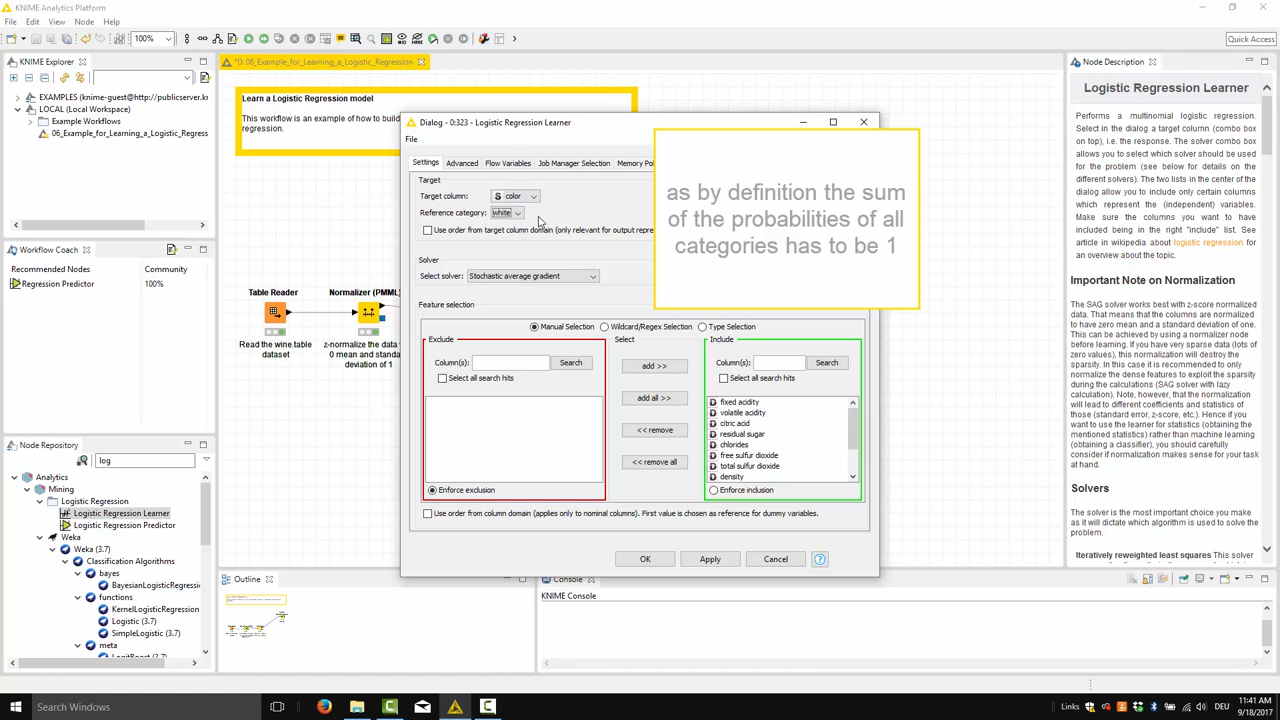 KNIME Analytics Platform
File Edit View Node Help
150%
Quick Access
KNIME Explorer
EXAMPLES (knime-guest@http://publicserver.kr
LOCAL (Local Workspace)
Example Workflows
06_Example_for_Learning_a_Logistic_Regress
Workflow Coach
Recommended Nodes Community
Regression Predictor 100%
Node Repository
log
Analytics
Mining
Logistic Regression
Logistic Regression Learner
Logistic Regression Predictor
Weka
Weka (3.7)
Classification Algorithms
bayes
BayesianLogisticRegress
functions
KernelLogisticRegression
Logistic (3.7)
SimpleLogistic (3.7)
meta
LogitBoost (3.7)
*0: 06_Example_for_Learning_a_Logistic_Regression
Learn a Logistic Regression model
This workflow is an example of how to build
regression.
Table Reader
Read the wine.table
dataset
Normalizer (PMML)
z-normalize the data
0 mean and standa
deviation of 1
Dialog - 0:323 - Logistic Regression Learner
File
Settings Advanced Flow Variables Job Manager Selection Memory Pol
Target
Target column: S color
Reference category: white
Use order from target column domain (only relevant for output repre
Solver
Select solver: Stochastic average gradient
Feature selection
Manual Selection Wildcard/Regex Selection Type Selection
Exclude
Column(s): Search
Select all search hits
Enforce exclusion
Select
add >>
add all >>
<< remove
<< remove all
Include
Column(s): Search
Select all search hits
D fixed acidity
D volatile acidity
D citric acid
D residual sugar
D chlorides
D free sulfur dioxide
D total sulfur dioxide
D density
Enforce inclusion
Use order from column domain (applies only to nominal columns). First value is chosen as reference for dummy variables.
OK Apply Cancel ?
as by definition the sum
of the probabilities of all
categories has to be 1
Node Description
Logistic Regression Learner
Performs a multinomial logistic regression.
Select in the dialog a target column (combo
box on top), i.e. the response. The solver combo
box allows you to select which solver should be used
for the problem (see below for details on
the different solvers). The two lists in the
center of the dialog allow you to include only certain columns
which represent the (independent) variables.
Make sure the columns you want to have
included being in the right "include" list. See
article in wikipedia about logistic regression for
an overview about the topic.
Important Note on Normalization
The SAG solver works best with z-score normalized
data. That means that the columns are normalized
to have zero mean and a standard deviation of one.
This can be achieved by using a normalizer node
before learning. If you have very sparse data (lots of
zero values), this normalization will destroy the
sparsity. In this case it is recommended to only
normalize the dense features to exploit the sparsity
during the calculations (SAG solver with lazy
calculation). Note, however, that the normalization
will lead to different coefficients and statistics of
those (standard error, z-score, etc.). Hence if you
want to use the learner for statistics (obtaining the
mentioned statistics) rather than machine learning
(obtaining a classifier), you should carefully
consider if normalization makes sense for your task
at hand.
Solvers
The solver is the most important choice you make
as it will dictate which algorithm is used to solve the
problem.
Iteratively reweighted least squares This solver
Outline
Console
KNIME Console
Search Windows
Links
DEU
11:41 AM
9/18/2017